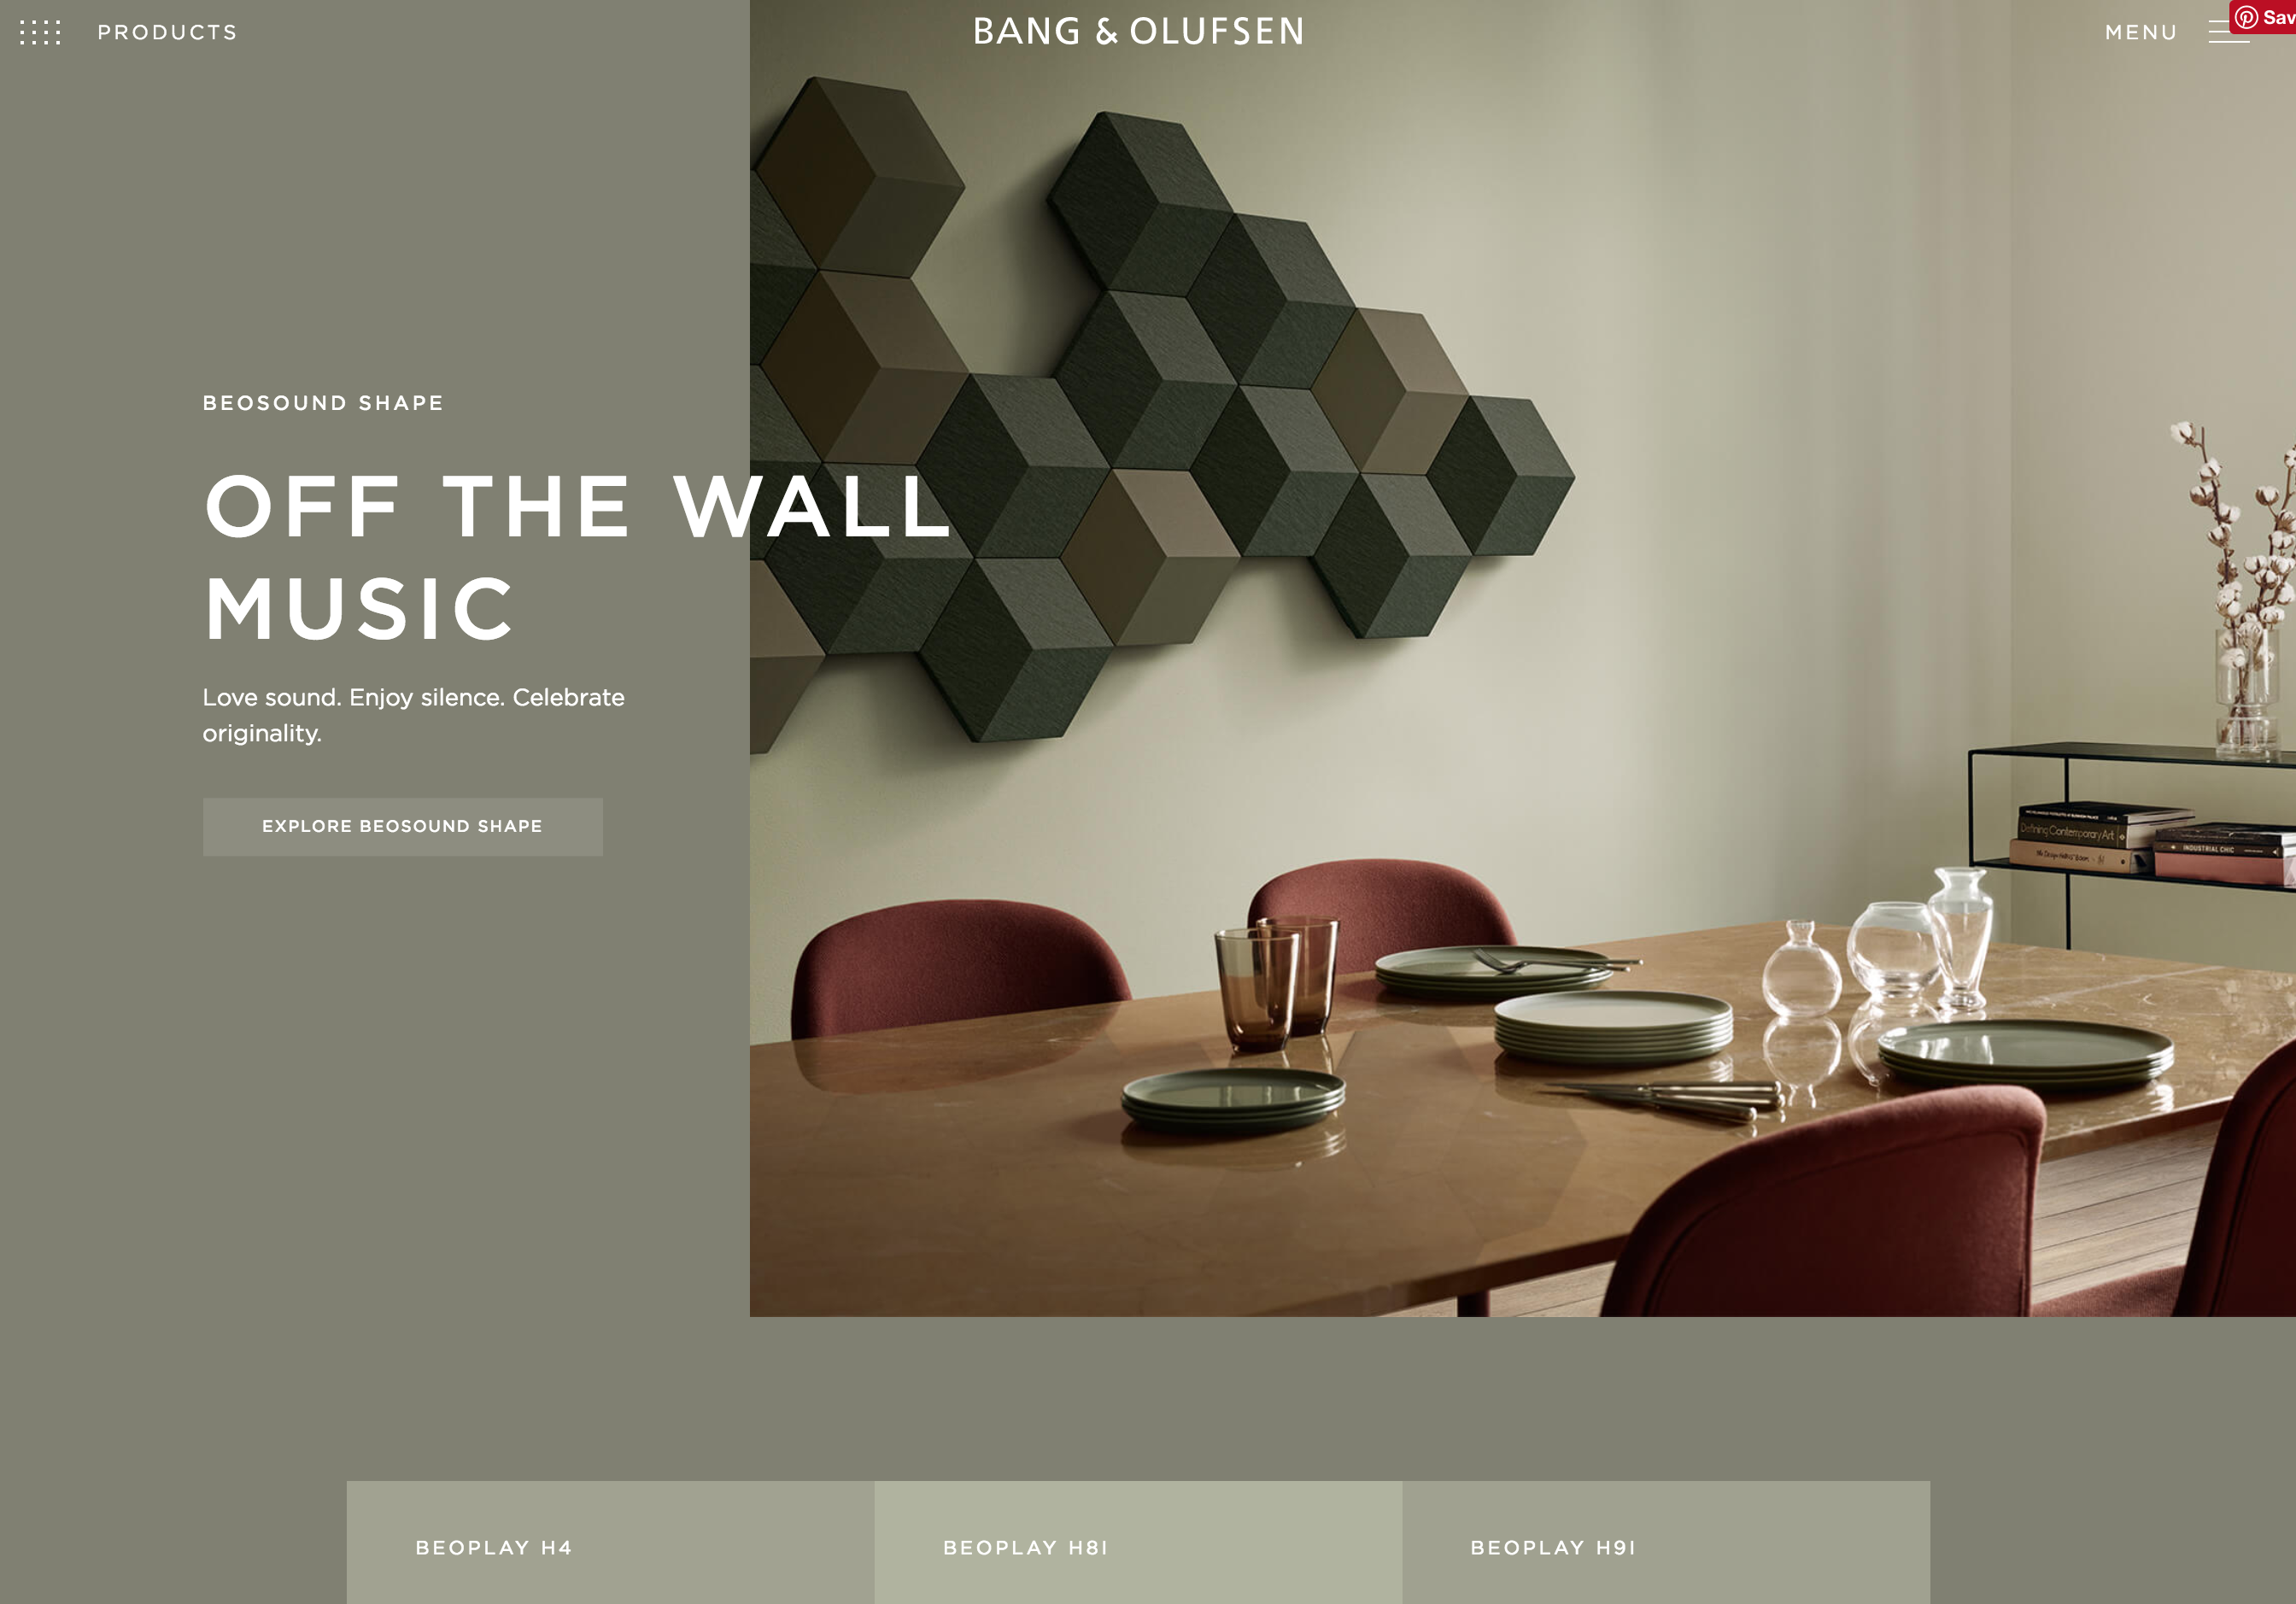 PRODUCTS
BANG & OLUFSEN
MENU
Sav
BEOSOUND SHAPE
OFF THE WALL
MUSIC
Love sound. Enjoy silence. Celebrate
originality.
EXPLORE BEOSOUND SHAPE
Defining Contemporary Art
INDUSTRIAL CHIC
BEOPLAY H4
BEOPLAY H8I
BEOPLAY H9I